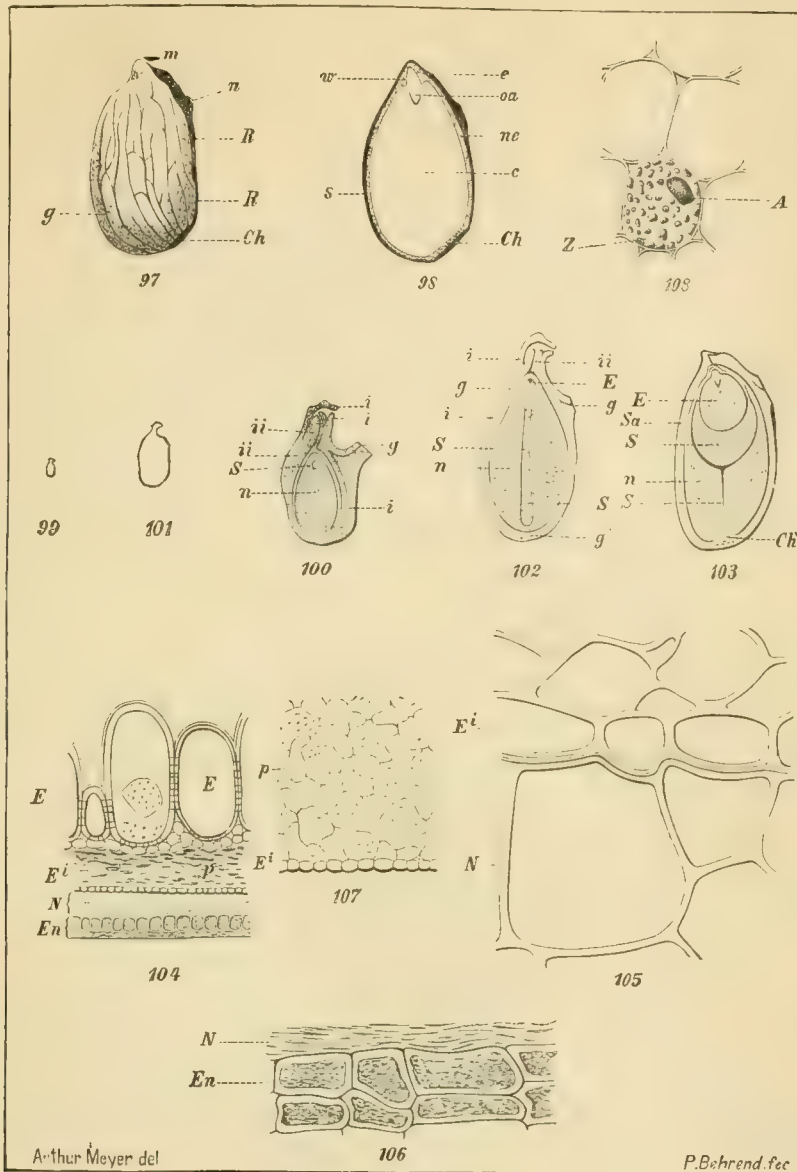 m
n
R
R
g
Ch
97
w
e
oa
ne
c
s
Ch
98
A
Z
108
99
101
i
i
ii
ii
g
S
n
i
100
i
ii
g
E
g
i
S
n
S
g
102
E
Sa
S
n
S
Ch
103
E
E
Ei
p
N
En
104
p
Ei
107
Ei
N
105
N
En
106
Arthur Meyer del
P. Behrend. fec